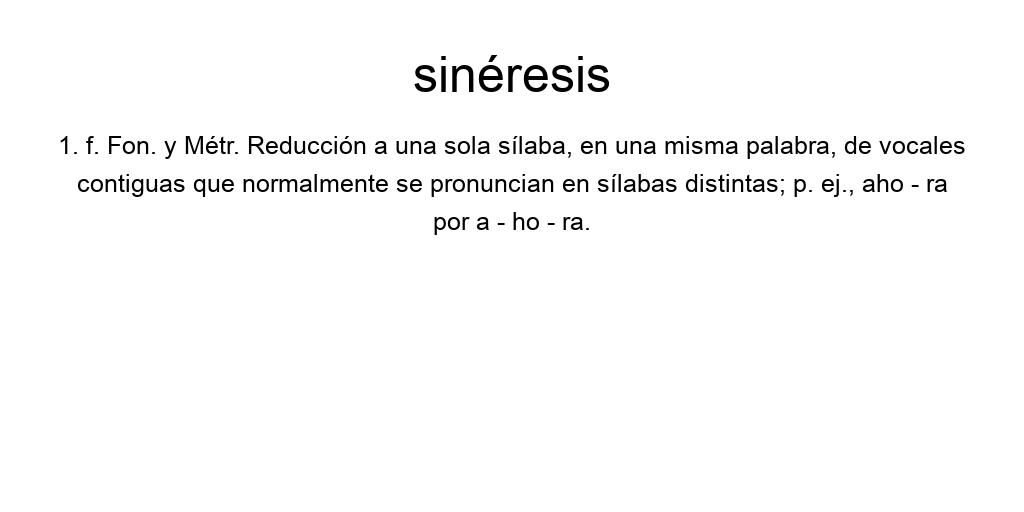 sinéresis
1. f. Fon. y Métr. Reducción a una sola sílaba, en una misma palabra, de vocales
contiguas que normalmente se pronuncian en sílabas distintas; p. ej., aho - ra
por a - ho - ra.